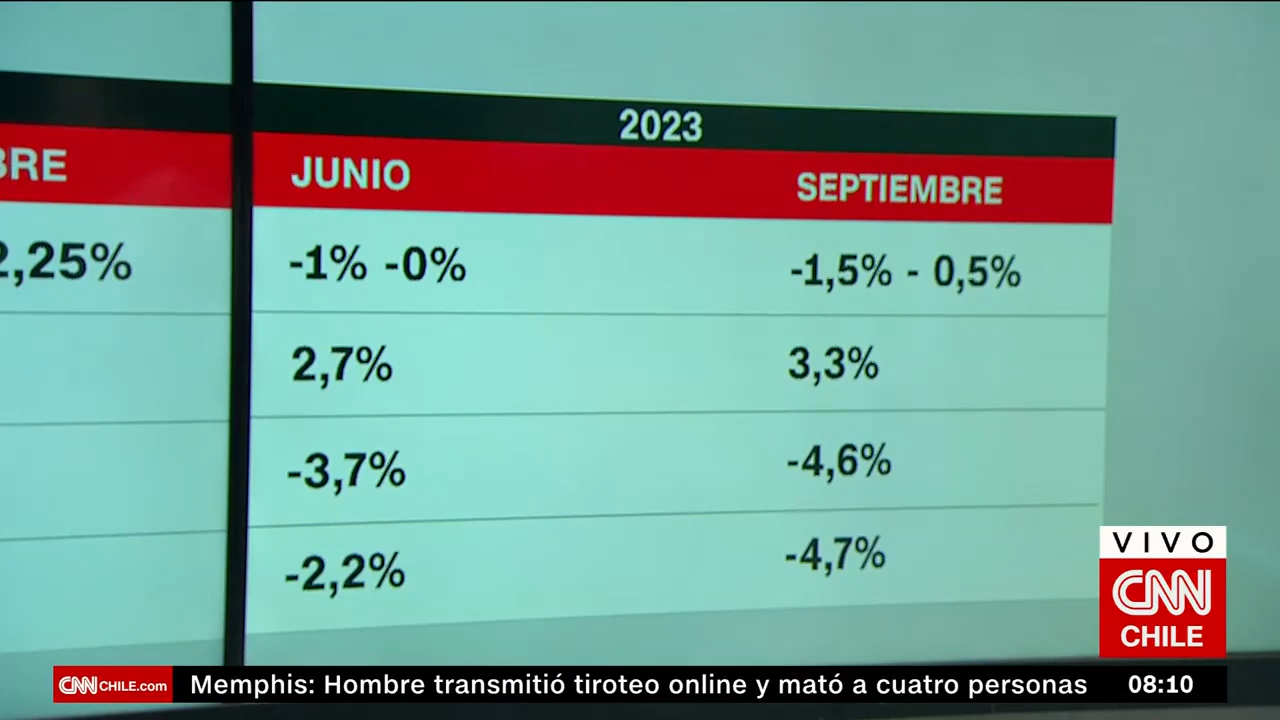 2023
BRE JUNIO SEPTIEMBRE
2,25% -1% -0% -1,5% - 0,5%
2,7% 3,3%
-3,7% -4,6%
-2,2% -4,7%
VIVO
CNN
CHILE
CNNCHILE.com Memphis: Hombre transmitió tiroteo online y mató a cuatro personas 08:10